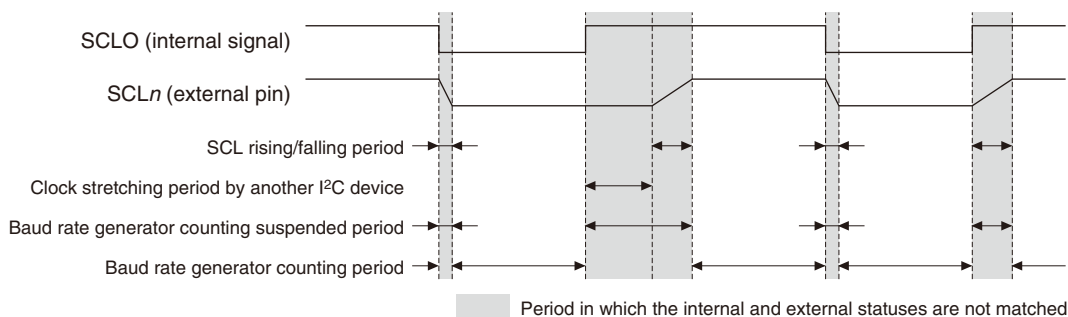 SCLO (internal signal)
SCLn (external pin)
SCL rising/falling period
Clock stretching period by another I²C device
Baud rate generator counting suspended period
Baud rate generator counting period
Period in which the internal and external statuses are not matched